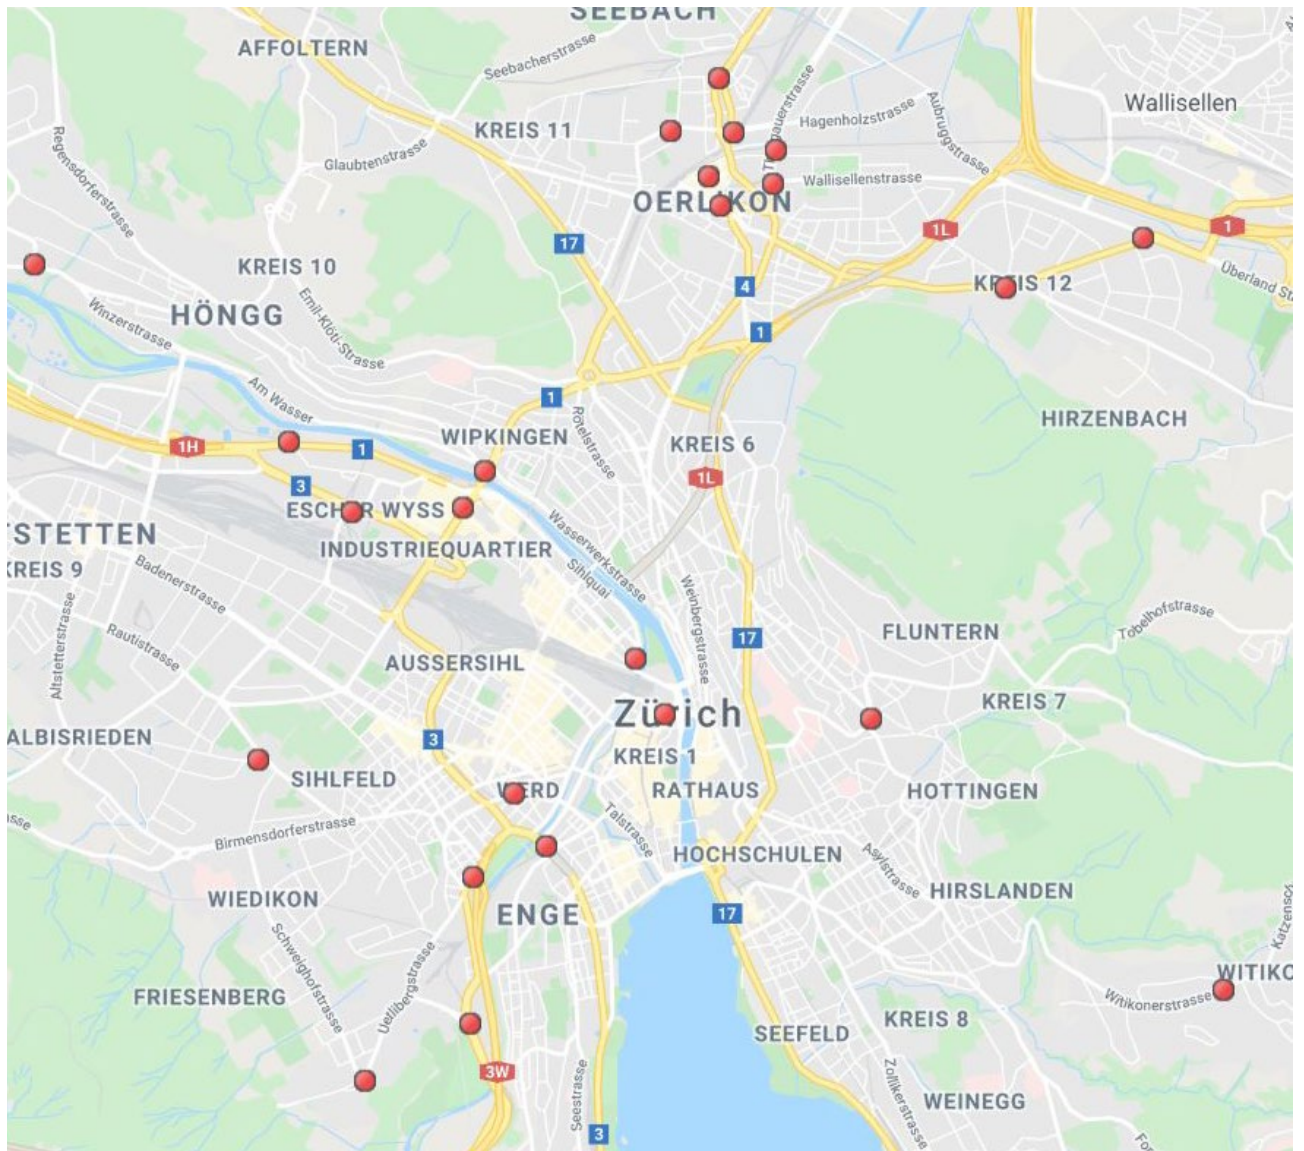 SEEBACH
AFFOLTERN
Seebacherstrasse
Wallisellen
Regensdorferstrasse
KREIS 11
Hagenholzstrasse
Aubruggstrasse
Glaubtenstrasse
Wallisellenstrasse
OERLIKON
17
1L
1
KREIS 10
KREIS 12
Überland
4
HÖNGG
Winzerstrasse
Emil-Klöti-Strasse
1
Am Wasser
1
HIRZENBACH
WIPKINGEN
Rötelstrasse
KREIS 6
1H
1
1L
3
ESCHER WYSS
TSTETTEN
INDUSTRIEQUARTIER
Wasserwerkstrasse
KREIS 9
Badenerstrasse
Sihlquai
Weinbergstrasse
Tobelhofstrasse
Altstetterstrasse
Rautistrasse
17
FLUNTERN
AUSSERSIHL
KREIS 7
Zürich
ALBISRIEDEN
3
KREIS 1
SIHLFELD
WERD
RATHAUS
HOTTINGEN
Birmensdorferstrasse
Talstrasse
HOCHSCHULEN
Asylstrasse
WIEDIKON
HIRSLANDEN
ENGE
17
Schweighofstrasse
Uetlibergstrasse
WITIKO
FRIESENBERG
Witikonerstrasse
SEEFELD
KREIS 8
3W
Seestrasse
Zollikerstrasse
WEINEGG
3